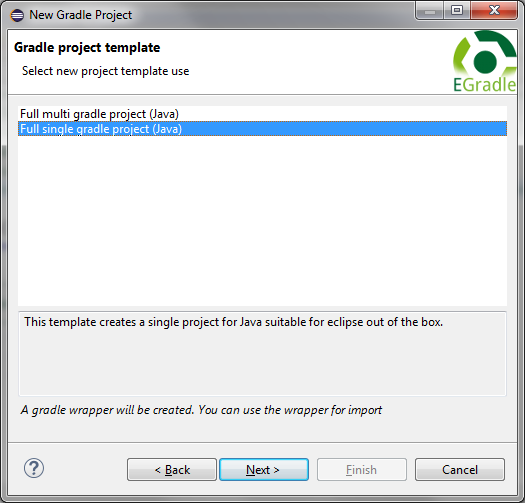 New Gradle Project
Gradle project template
Select new project template use
EGradle
Full multi gradle project (Java)
Full single gradle project (Java)
This template creates a single project for Java suitable for eclipse out of the box.
A gradle wrapper will be created. You can use the wrapper for import
?
< Back
Next >
Finish
Cancel